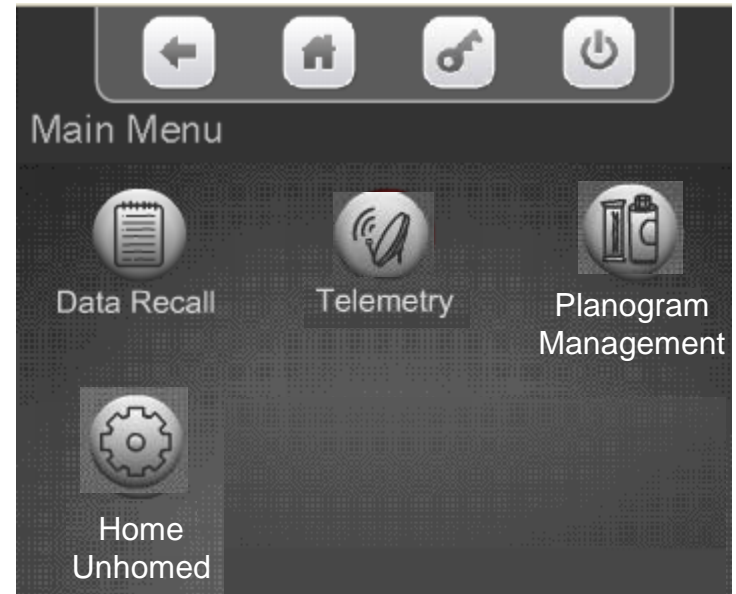 Main Menu
Data Recall
Telemetry
Planogram
Management
Home
Unhomed